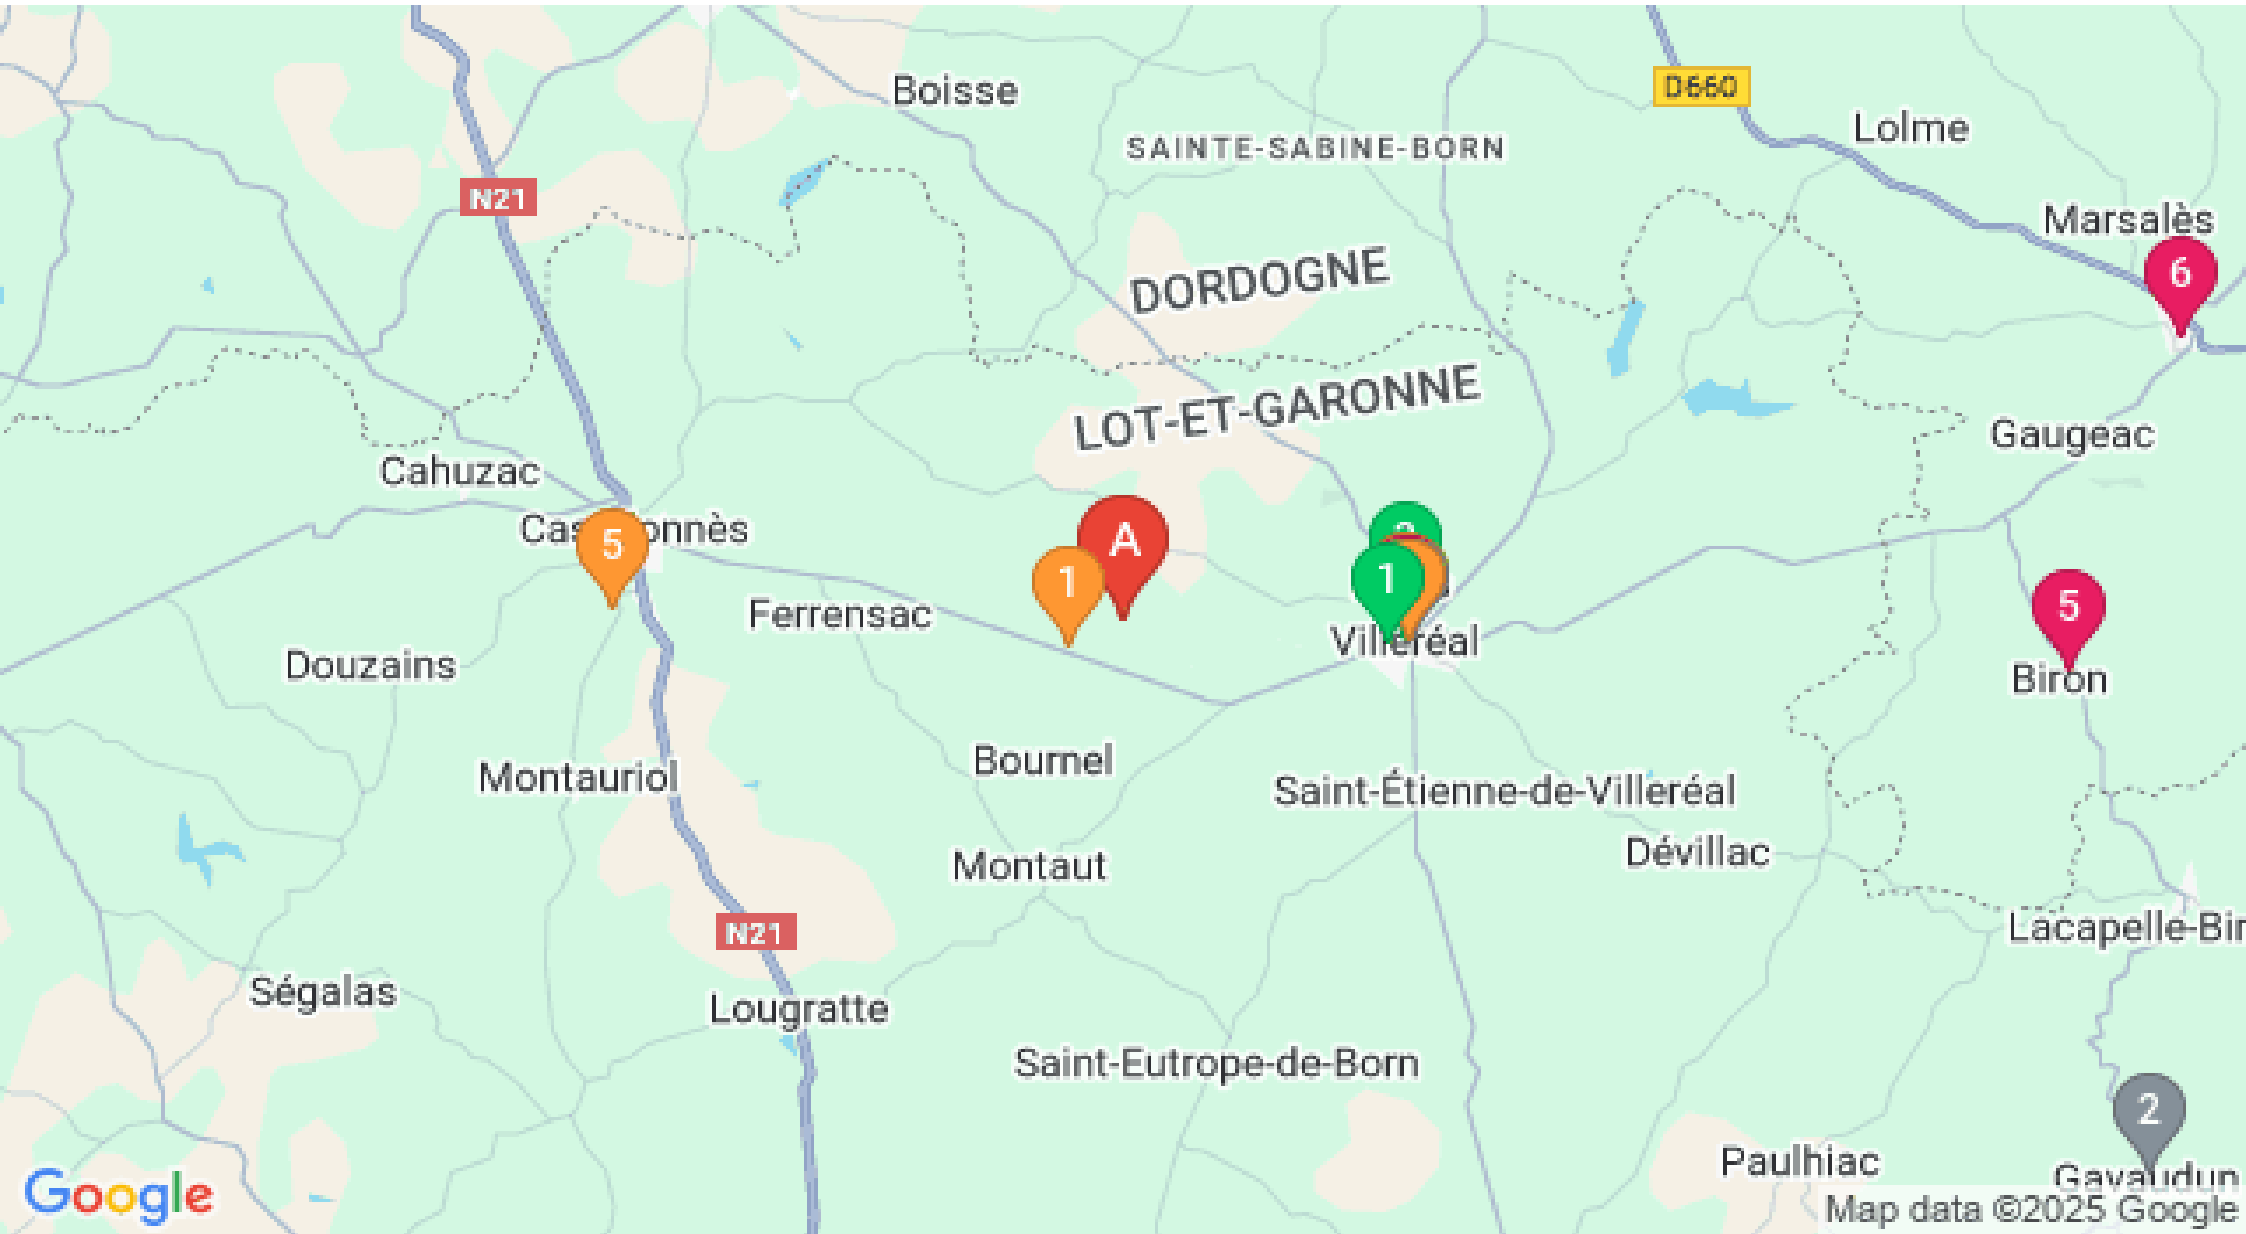 Boisse
D660
Lolme
SAINTE-SABINE-BORN
N21
Marsalès
6
DORDOGNE
LOT-ET-GARONNE
Gaugeac
Cahuzac
5
A
1
1
5
Ferrensac
Villeréal
Douzains
Biron
Bournel
Montauriol
Saint-Étienne-de-Villeréal
Dévillac
Montaut
N21
Lacapelle-Bir
Ségalas
Lougratte
Saint-Eutrope-de-Born
2
Paulhiac
Gavaudun
Google
Map data ©2025 Google